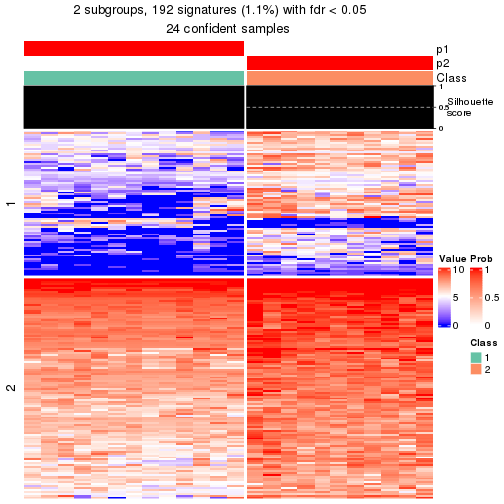 2 subgroups, 192 signatures (1.1%) with fdr < 0.05
24 confident samples
p1
p2
Class
1
0.5
0
Silhouette
score
1
2
Value
10
5
0
Prob
1
0.5
0
Class
1
2